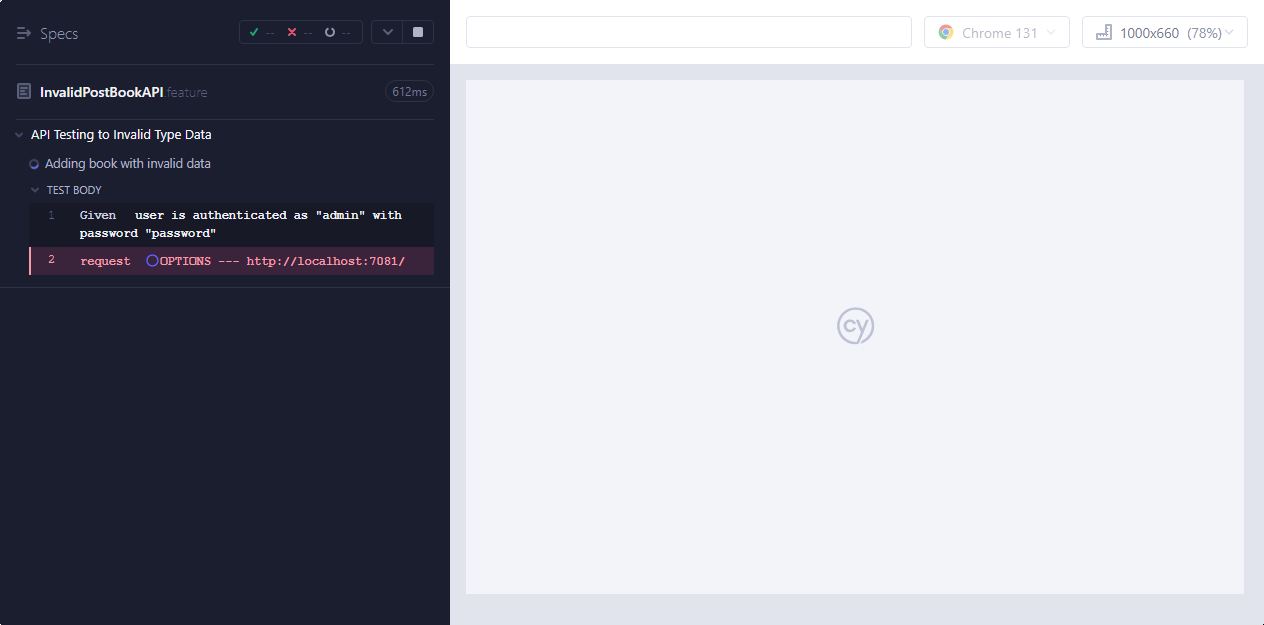 Specs
-- -- --
Chrome 131
1000x660 (78%)
InvalidPostBookAPI.feature
612ms
API Testing to Invalid Type Data
Adding book with invalid data
TEST BODY
1 Given user is authenticated as "admin" with
password "password"
2 request OPTIONS --- http://localhost:7081/
cy